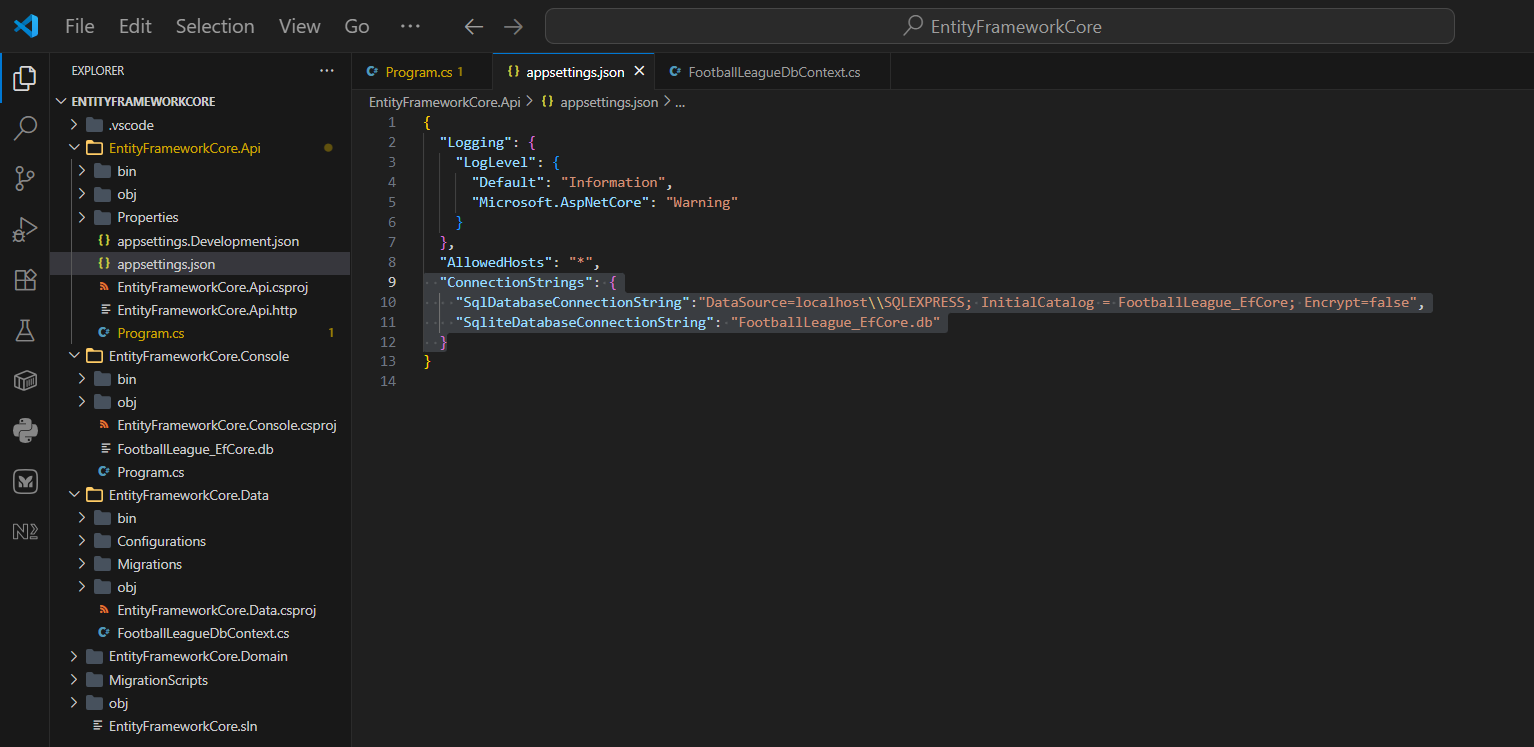 File Edit Selection View Go ··· EntityFrameworkCore
EXPLORER ···
ENTITYFRAMEWORKCORE
.vscode
EntityFrameworkCore.Api
bin
obj
Properties
{} appsettings.Development.json
{} appsettings.json
EntityFrameworkCore.Api.csproj
EntityFrameworkCore.Api.http
C# Program.cs 1
EntityFrameworkCore.Console
bin
obj
EntityFrameworkCore.Console.csproj
FootballLeague_EfCore.db
C# Program.cs
EntityFrameworkCore.Data
bin
Configurations
Migrations
obj
EntityFrameworkCore.Data.csproj
C# FootballLeagueDbContext.cs
EntityFrameworkCore.Domain
MigrationScripts
obj
EntityFrameworkCore.sln
C# Program.cs 1 {} appsettings.json C# FootballLeagueDbContext.cs
EntityFrameworkCore.Api > {} appsettings.json > ...
1 {
2 "Logging": {
3 "LogLevel": {
4 "Default": "Information",
5 "Microsoft.AspNetCore": "Warning"
6 }
7 },
8 "AllowedHosts": "*",
9 "ConnectionStrings": {
10 "SqlDatabaseConnectionString":"DataSource=localhost\\SQLEXPRESS; InitialCatalog = FootballLeague_EfCore; Encrypt=false",
11 "SqliteDatabaseConnectionString": "FootballLeague_EfCore.db"
12 }
13 }
14